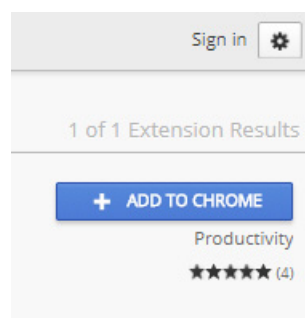 Sign in
1 of 1 Extension Results
+ ADD TO CHROME
Productivity
★★★★★ (4)